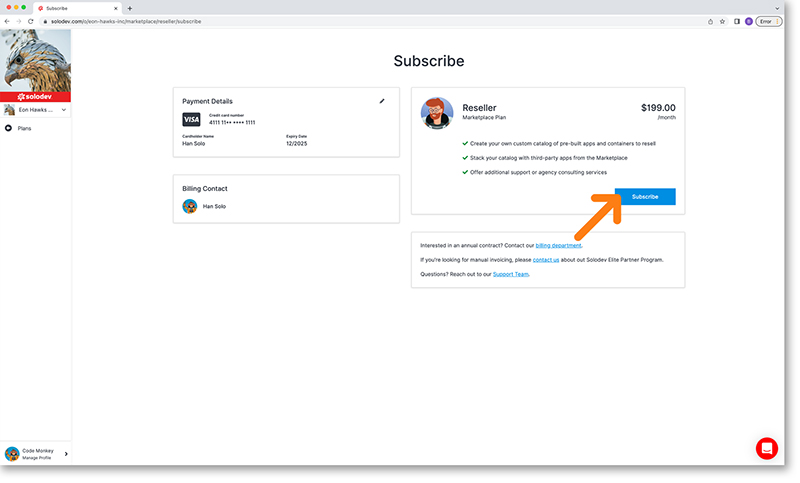 Subscribe
solodev.com/o/eon-hawks-inc/marketplace/reseller/subscribe
Error
solodev
Eon Hawks ...
Plans
Subscribe
Payment Details
VISA
Credit card number
4111 11•• •••• 1111
Cardholder Name
Expiry Date
Han Solo
12/2025
Billing Contact
Han Solo
Reseller
$199.00
Marketplace Plan
/month
Create your own custom catalog of pre-built apps and containers to resell
Stack your catalog with third-party apps from the Marketplace
Offer additional support or agency consulting services
Subscribe
Interested in an annual contract? Contact our billing department.
If you're looking for manual invoicing, please contact us about out Solodev Elite Partner Program.
Questions? Reach out to our Support Team.
Code Monkey
Manage Profile